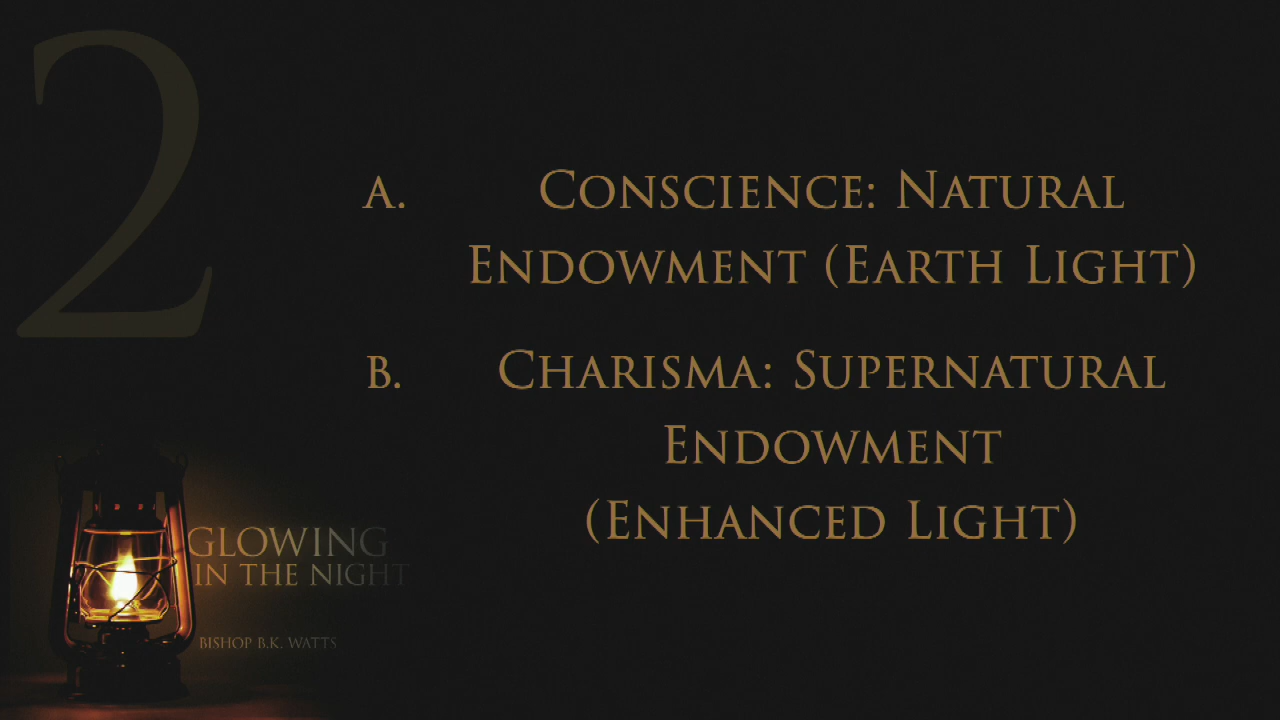 2
A. Conscience: Natural
Endowment (Earth Light)
B. Charisma: Supernatural
Endowment
(Enhanced Light)
GLOWING
IN THE NIGHT
BISHOP B.K. WATTS